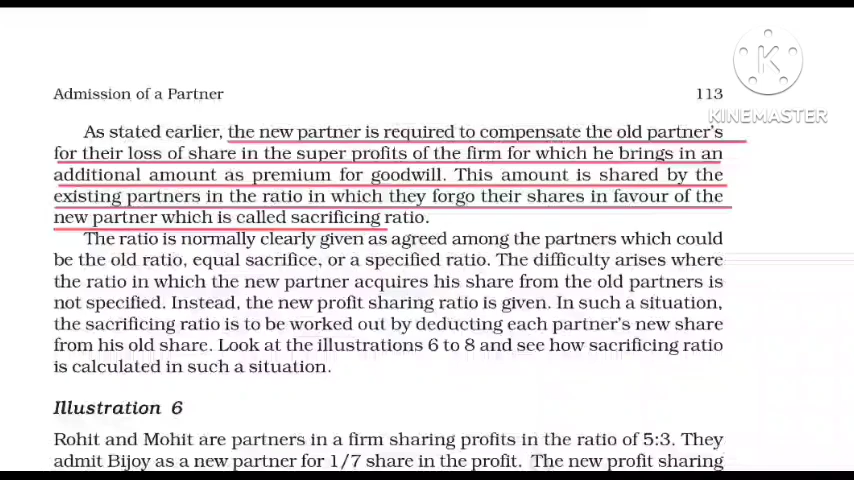 Admission of a Partner 113
KINEMASTER
As stated earlier, the new partner is required to compensate the old partner's
for their loss of share in the super profits of the firm for which he brings in an
additional amount as premium for goodwill. This amount is shared by the
existing partners in the ratio in which they forgo their shares in favour of the
new partner which is called sacrificing ratio.
The ratio is normally clearly given as agreed among the partners which could
be the old ratio, equal sacrifice, or a specified ratio. The difficulty arises where
the ratio in which the new partner acquires his share from the old partners is
not specified. Instead, the new profit sharing ratio is given. In such a situation,
the sacrificing ratio is to be worked out by deducting each partner's new share
from his old share. Look at the illustrations 6 to 8 and see how sacrificing ratio
is calculated in such a situation.
Illustration 6
Rohit and Mohit are partners in a firm sharing profits in the ratio of 5:3. They
admit Bijoy as a new partner for 1/7 share in the profit. The new profit sharing